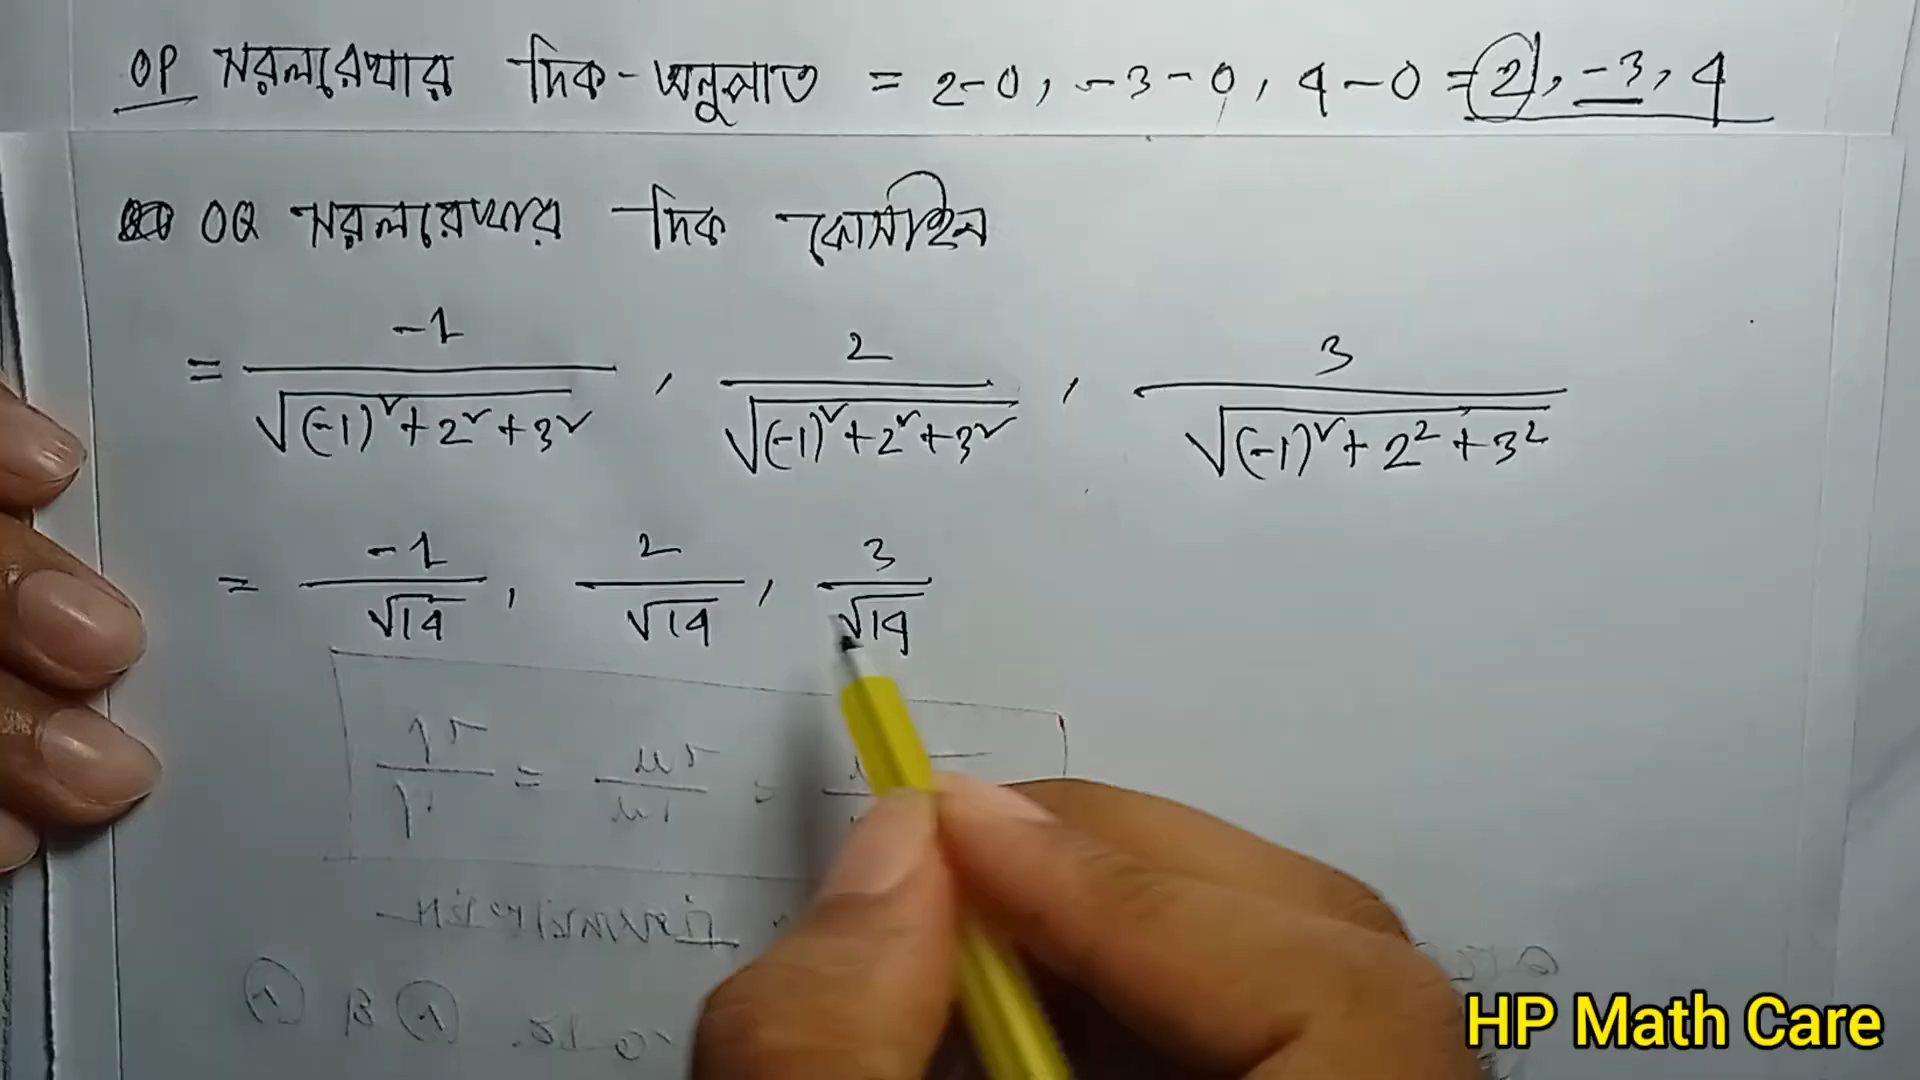 OP সরলরেখার দিক-অনুপাত = 2-0, -3-0, 4-0 = 2, -3, 4
OQ সরলরেখার দিক কোসাইন
= -1/√((-1)²+2²+3²), 2/√((-1)²+2²+3²), 3/√((-1)²+2²+3²)
= -1/√14, 2/√14, 3/√14
HP Math Care